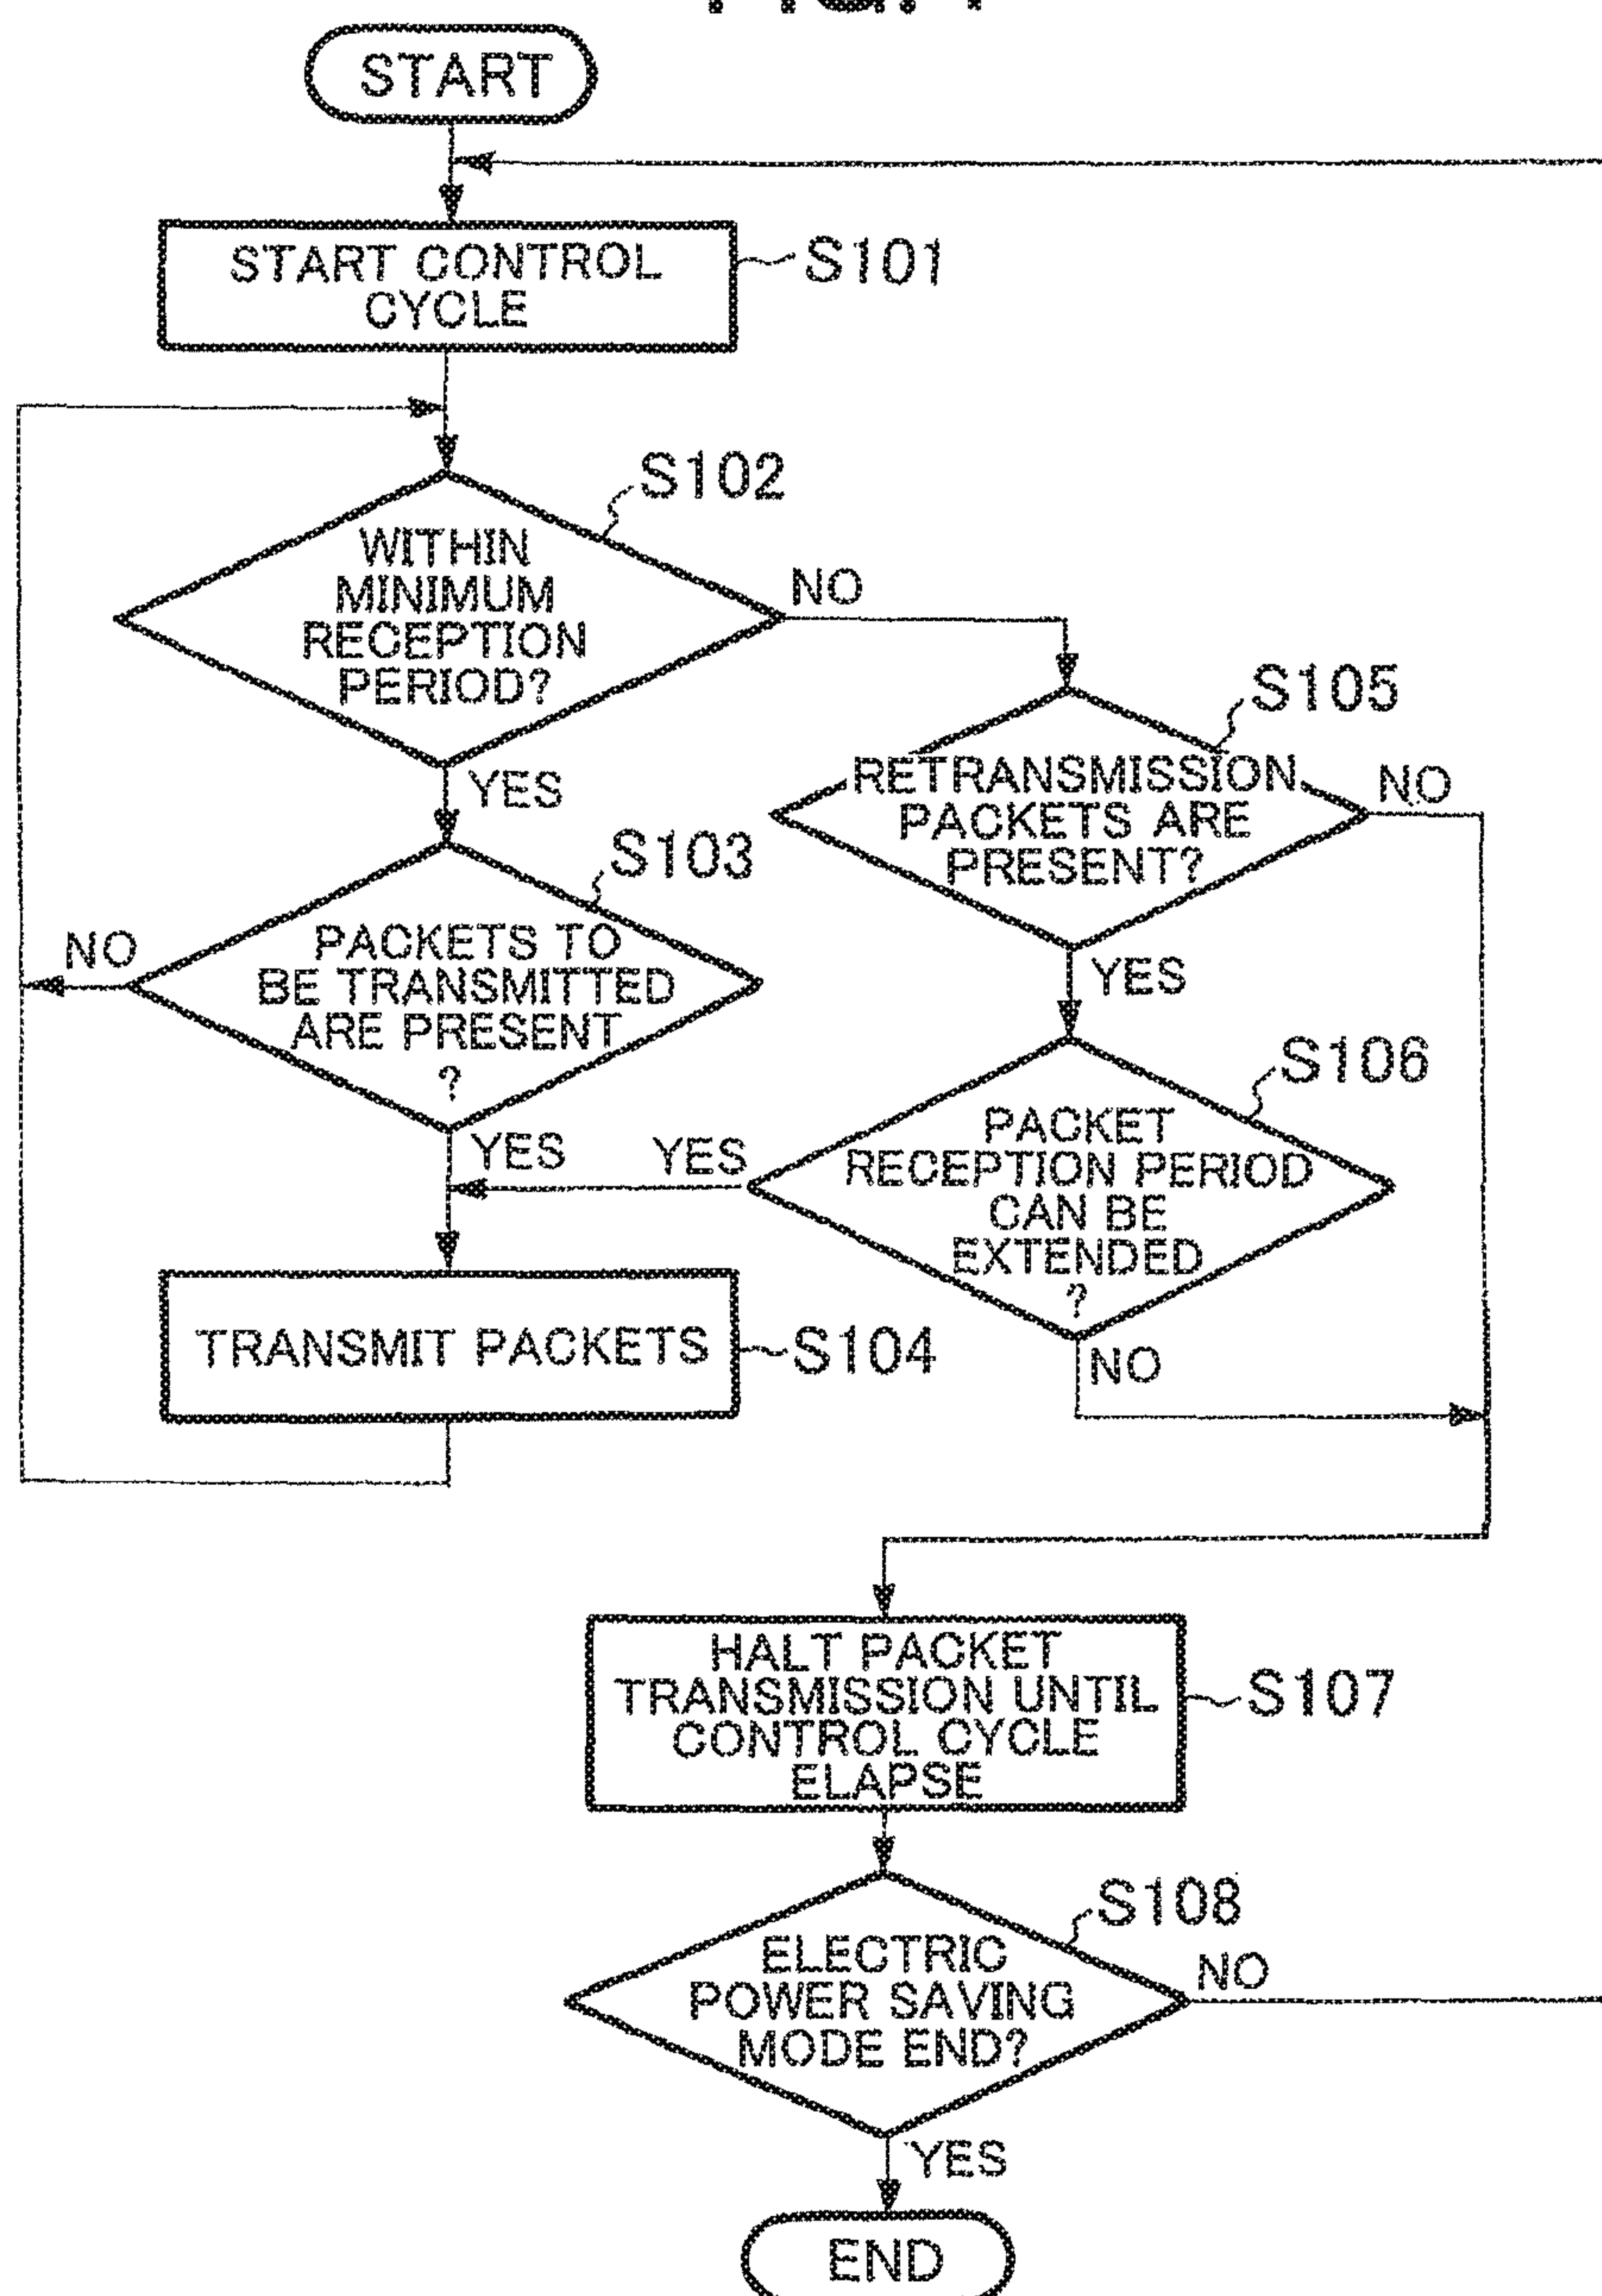 START
START CONTROL
CYCLE
S101
S102
WITHIN
MINIMUM
RECEPTION
PERIOD?
NO
YES
S105
RETRANSMISSION
PACKETS ARE
PRESENT?
NO
YES
S103
PACKETS TO
BE TRANSMITTED
ARE PRESENT
?
NO
YES
S106
PACKET
RECEPTION PERIOD
CAN BE
EXTENDED
?
YES
NO
TRANSMIT PACKETS
S104
HALT PACKET
TRANSMISSION UNTIL
CONTROL CYCLE
ELAPSE
S107
S108
ELECTRIC
POWER SAVING
MODE END?
NO
YES
END